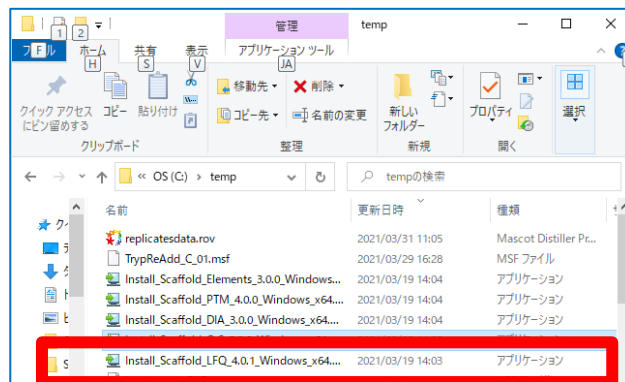 管理
temp
1
2
ホーム
共有
表示
アプリケーション ツール
F
H
S
V
JA
クイック アクセス
にピン留めする
コピー
貼り付け
移動先
削除
コピー先
名前の変更
新しい
フォルダー
プロパティ
選択
クリップボード
整理
新規
開く
« OS (C:) › temp
tempの検索
名前
更新日時
種類
replicatesdata.rov 2021/03/31 11:05 Mascot Distiller Pr...
TrypReAdd_C_01.msf 2021/03/29 16:28 MSF ファイル
Install_Scaffold_Elements_3.0.0_Windows... 2021/03/19 14:04 アプリケーション
Install_Scaffold_PTM_4.0.0_Windows_x64.... 2021/03/19 14:04 アプリケーション
Install_Scaffold_DIA_3.0.0_Windows_x64.... 2021/03/19 14:04 アプリケーション
Install_Scaffold_LFQ_4.0.1_Windows_x64.... 2021/03/19 14:03 アプリケーション